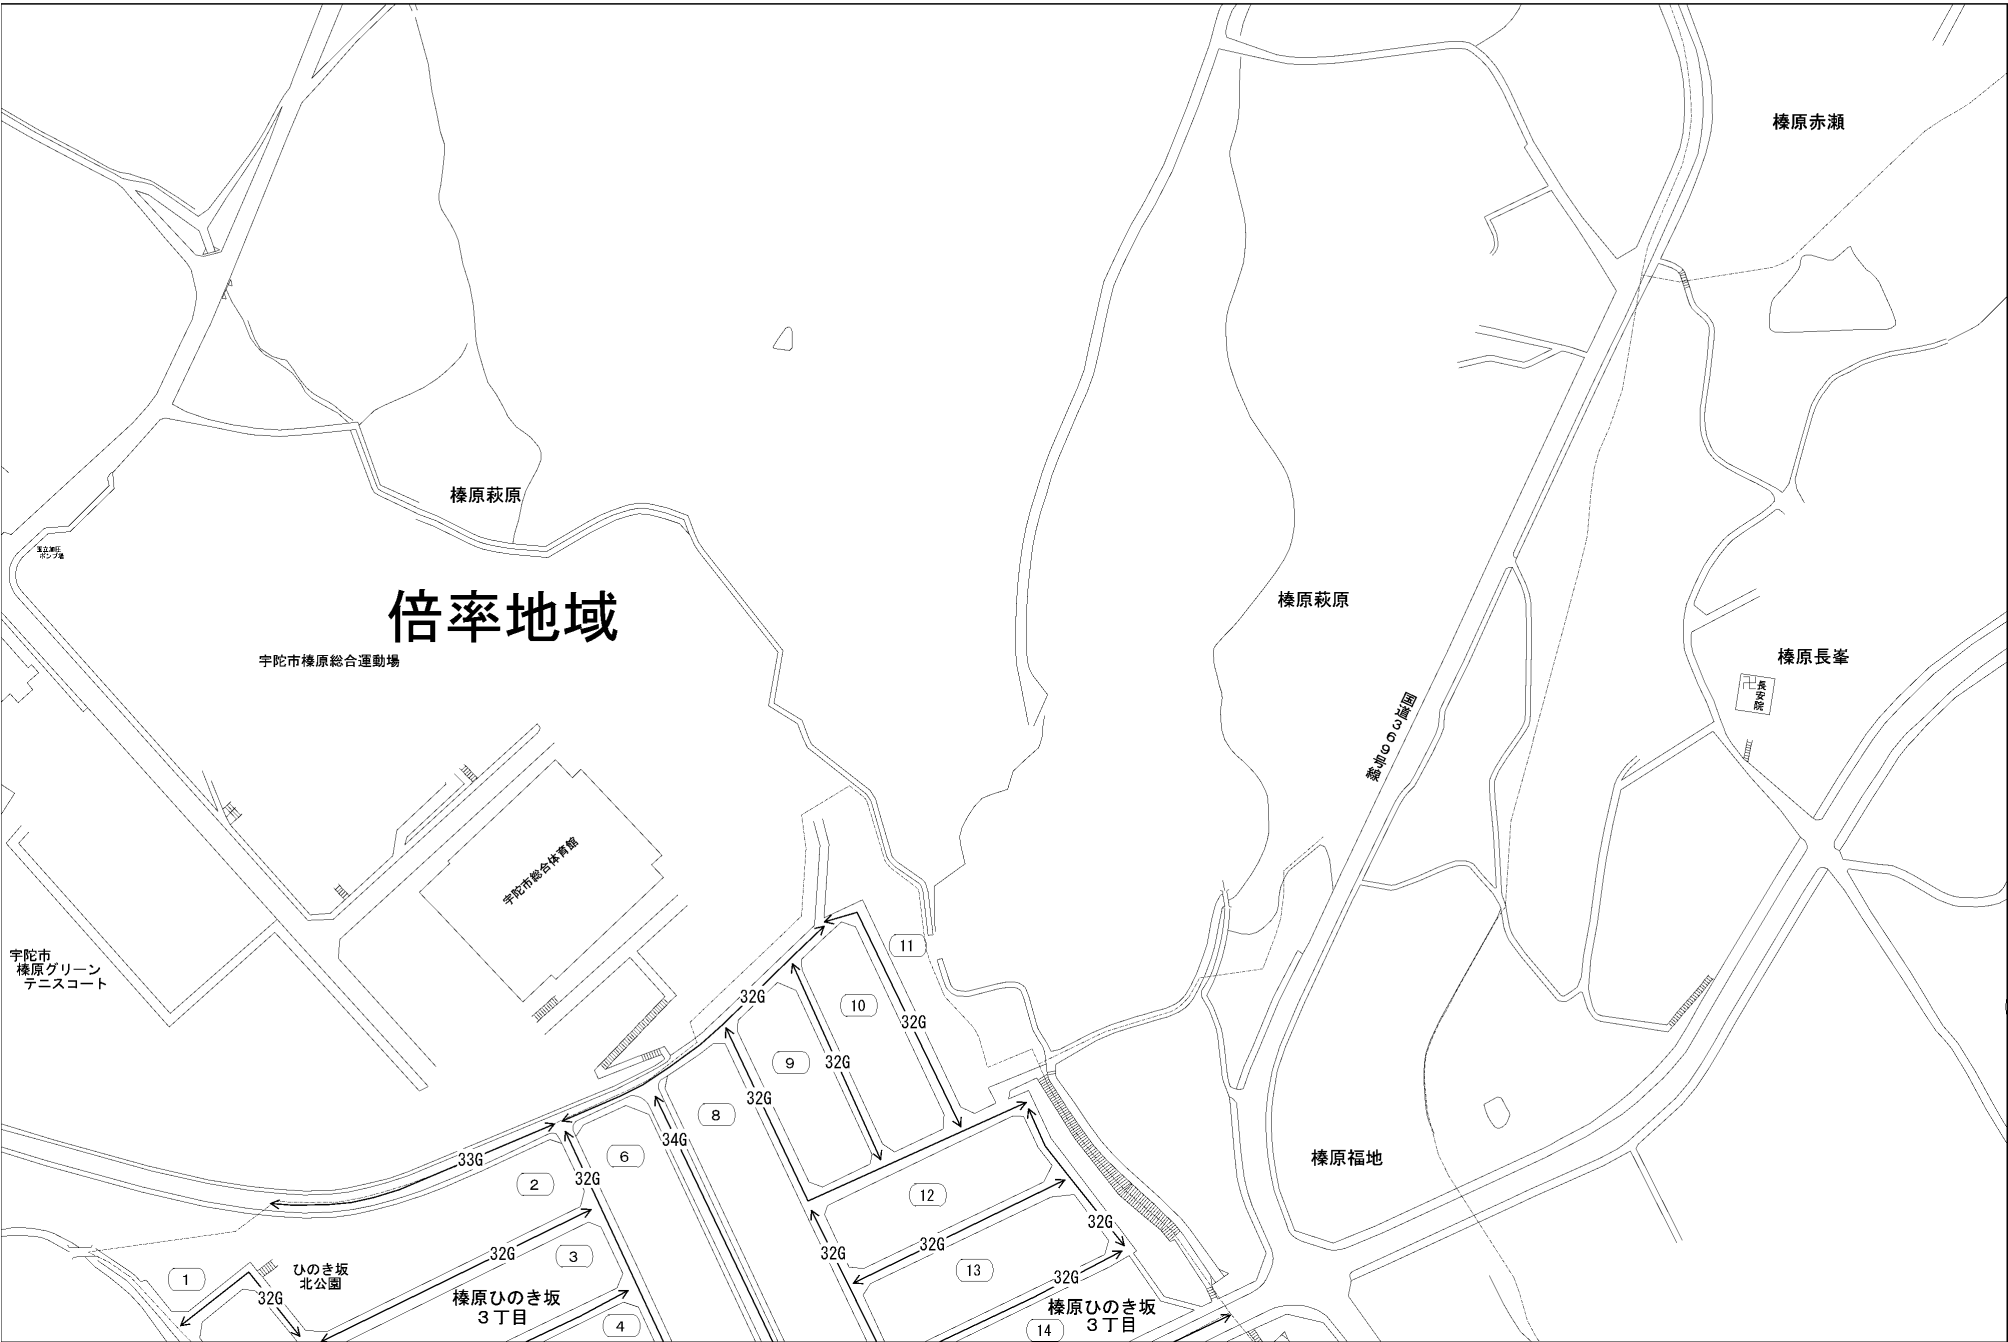 榛原赤瀬
榛原萩原
倍率地域
宇陀市榛原総合運動場
榛原萩原
榛原長峯
長安院
国道369号線
宇陀市総合体育館
宇陀市
榛原グリーン
テニスコート
11
32G
10
32G
9
32G
32G
8
34G
33G
32G
6
2
12
榛原福地
32G
32G
32G
32G
3
13
1
ひのき坂
北公園
32G
32G
榛原ひのき坂
3丁目
榛原ひのき坂
3丁目
4
14